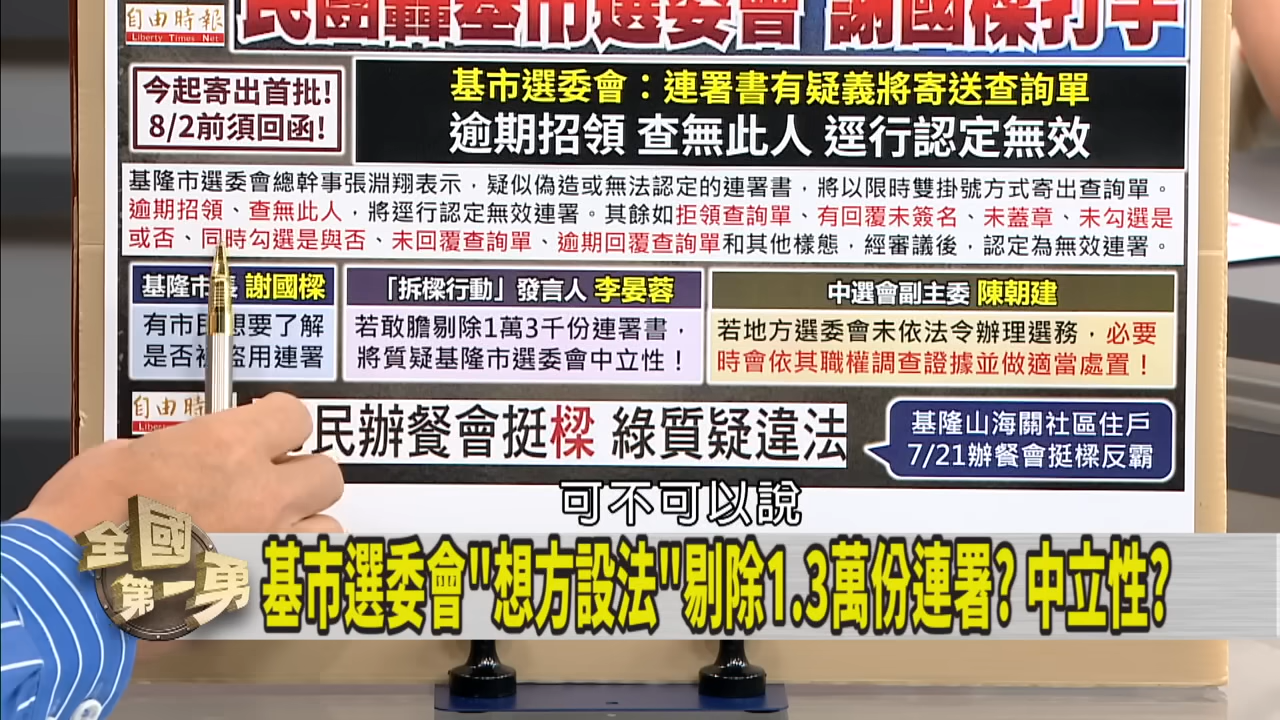 自由時報
Liberty Times Net
民團轟基市選委會 謝國樑打手
今起寄出首批!
8/2前須回函!
基市選委會：連署書有疑義將寄送查詢單
逾期招領 查無此人 逕行認定無效
基隆市選委會總幹事張淵翔表示，疑似偽造或無法認定的連署書，將以限時雙掛號方式寄出查詢單。
逾期招領、查無此人，將逕行認定無效連署。其餘如拒領查詢單、有回覆未簽名、未蓋章、未勾選是
或否、同時勾選是與否、未回覆查詢單、逾期回覆查詢單和其他樣態，經審議後，認定為無效連署。
基隆市長 謝國樑
有市民想要了解
是否被盜用連署
「拆樑行動」發言人 李晏蓉
若敢膽剔除1萬3千份連署書，
將質疑基隆市選委會中立性！
中選會副主委 陳朝建
若地方選委會未依法令辦理選務，必要
時會依其職權調查證據並做適當處置！
自由時
民辦餐會挺樑 綠質疑違法
基隆山海關社區住戶
7/21辦餐會挺樑反霸
可不可以說
全國第一勇
基市選委會"想方設法"剔除1.3萬份連署? 中立性?